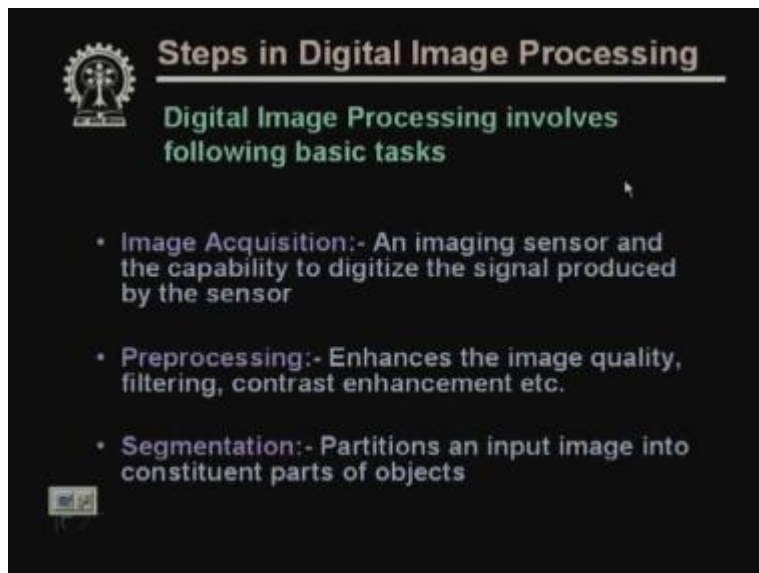 Steps in Digital Image Processing
Digital Image Processing involves
following basic tasks
• Image Acquisition:- An imaging sensor and
the capability to digitize the signal produced
by the sensor
• Preprocessing:- Enhances the image quality,
filtering, contrast enhancement etc.
• Segmentation:- Partitions an input image into
constituent parts of objects